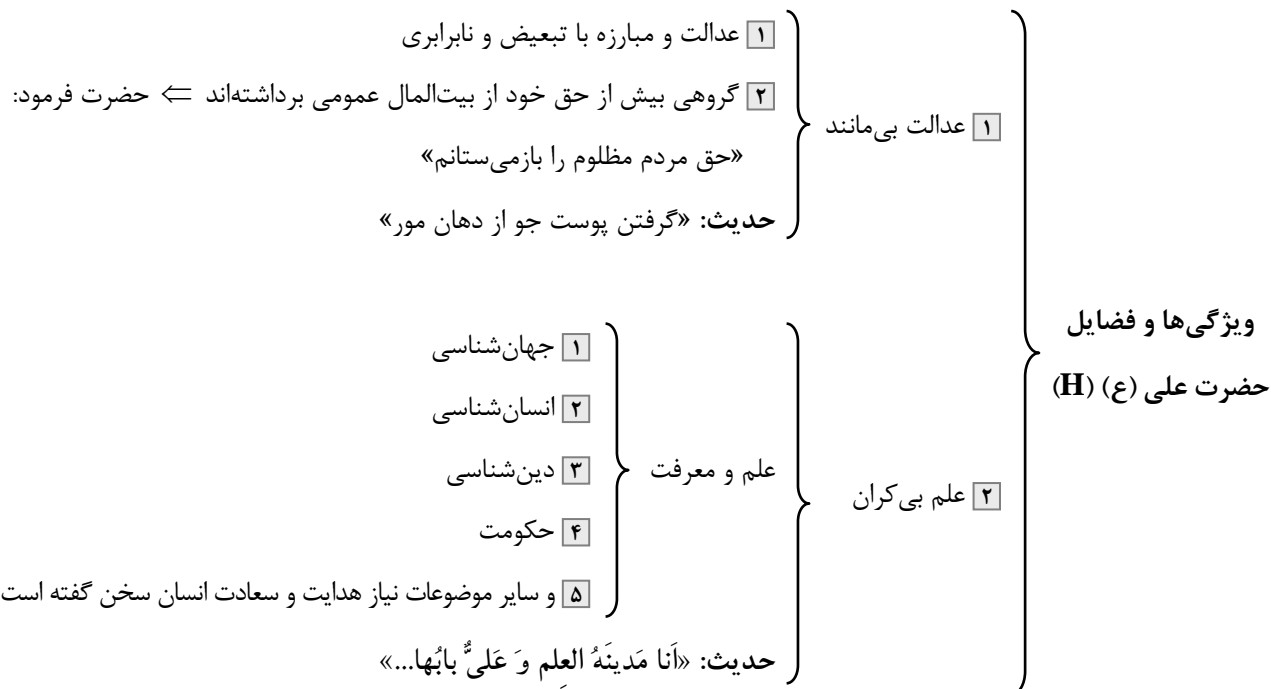 ویژگی‌ها و فضایل
حضرت علی (ع) (H)
۱ عدالت بی‌مانند
۱ عدالت و مبارزه با تبعیض و نابرابری
۲ گروهی بیش از حق خود از بیت‌المال عمومی برداشته‌اند ⇐ حضرت فرمود:
«حق مردم مظلوم را بازمی‌ستانم»
حدیث: «گرفتن پوست جو از دهان مور»
۲ علم بی‌کران
علم و معرفت
۱ جهان‌شناسی
۲ انسان‌شناسی
۳ دین‌شناسی
۴ حکومت
۵ و سایر موضوعات نیاز هدایت و سعادت انسان سخن گفته است
حدیث: «اَنا مَدینَهُ العِلم وَ عَلیٌّ بابُها...»